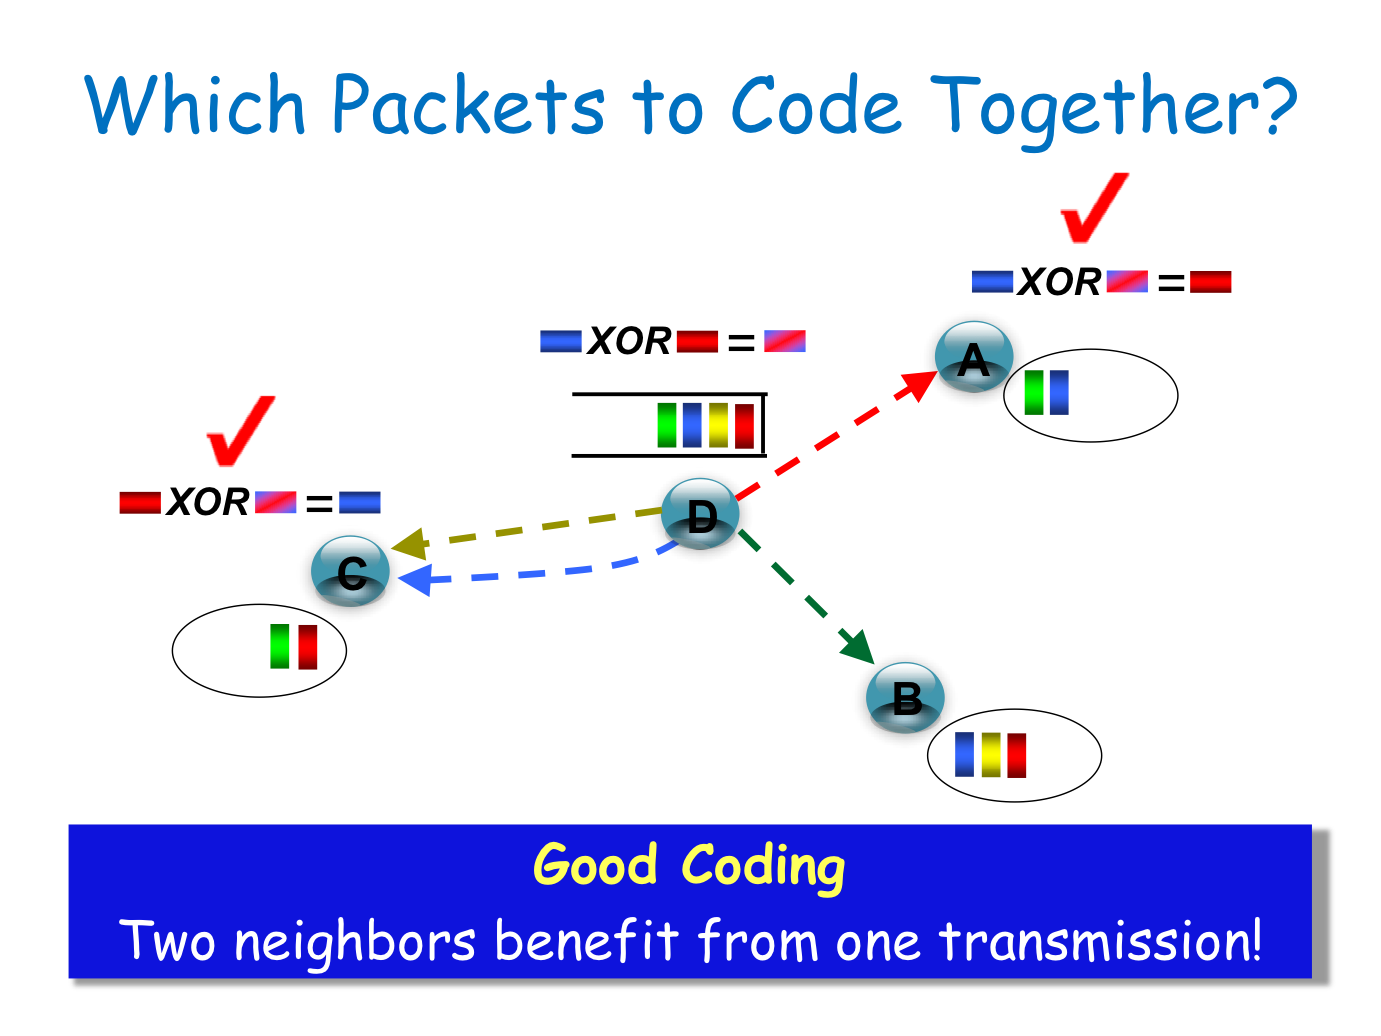 Which Packets to Code Together?
XOR =
XOR =
XOR =
A
D
C
B
Good Coding
Two neighbors benefit from one transmission!